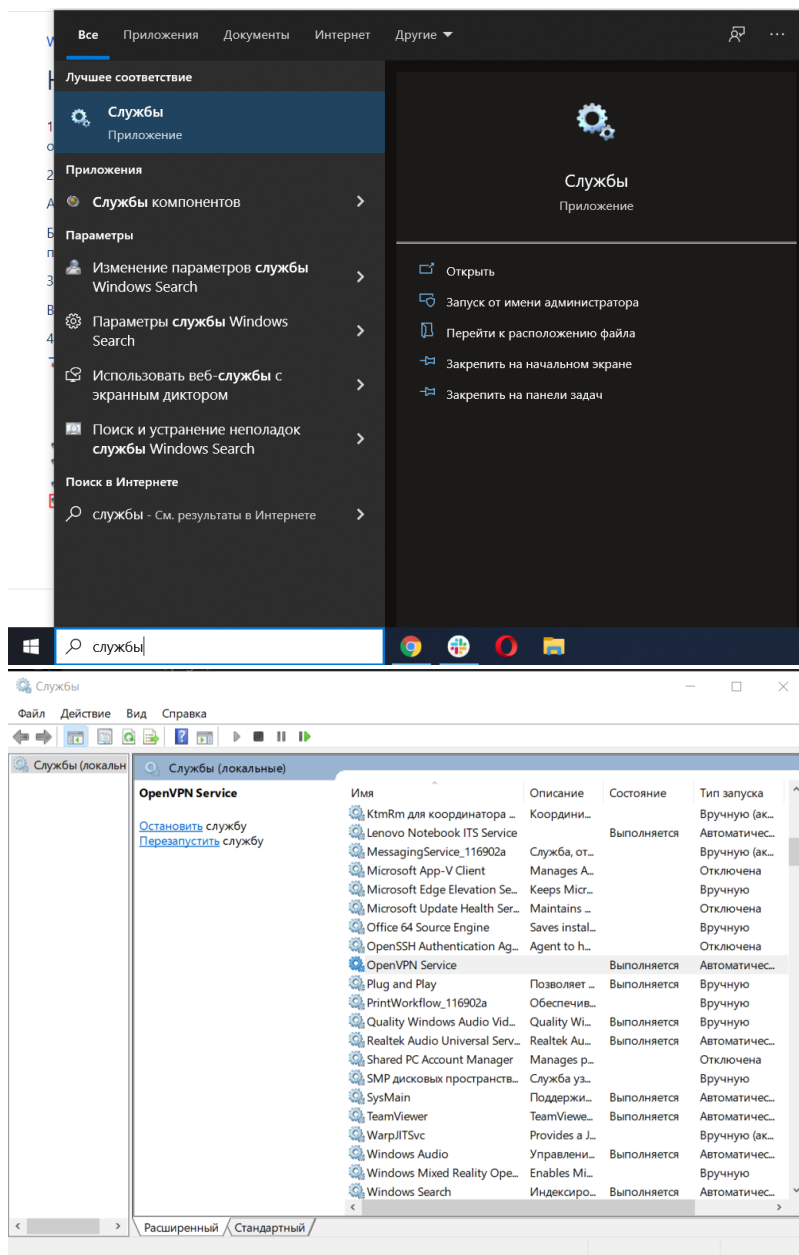 Все Приложения Документы Интернет Другие
Лучшее соответствие
Службы
Приложение
Приложения
Службы компонентов
Параметры
Изменение параметров службы
Windows Search
Параметры службы Windows
Search
Использовать веб-службы с
экранным диктором
Поиск и устранение неполадок
службы Windows Search
Поиск в Интернете
службы - См. результаты в Интернете
Службы
Приложение
Открыть
Запуск от имени администратора
Перейти к расположению файла
Закрепить на начальном экране
Закрепить на панели задач
службы
Службы
Файл Действие Вид Справка
Службы (локальн
Службы (локальные)
OpenVPN Service
Остановить службу
Перезапустить службу
Имя Описание Состояние Тип запуска
KtmRm для координатора ... Координи... Вручную (ак...
Lenovo Notebook ITS Service Выполняется Автоматичес...
MessagingService_116902a Служба, от... Вручную (ак...
Microsoft App-V Client Manages A... Отключена
Microsoft Edge Elevation Se... Keeps Micr... Вручную
Microsoft Update Health Ser... Maintains ... Отключена
Office 64 Source Engine Saves instal... Вручную
OpenSSH Authentication Ag... Agent to h... Отключена
OpenVPN Service Выполняется Автоматичес...
Plug and Play Позволяет ... Выполняется Вручную
PrintWorkflow_116902a Обеспечив... Вручную
Quality Windows Audio Vid... Quality Wi... Выполняется Вручную
Realtek Audio Universal Serv... Realtek Au... Выполняется Автоматичес...
Shared PC Account Manager Manages p... Отключена
SMP дисковых пространств... Служба уз... Вручную
SysMain Поддержи... Выполняется Автоматичес...
TeamViewer TeamViewe... Выполняется Автоматичес...
WarpJITSvc Provides a J... Вручную (ак...
Windows Audio Управлени... Выполняется Автоматичес...
Windows Mixed Reality Ope... Enables Mi... Вручную
Windows Search Индексиро... Выполняется Автоматичес...
Расширенный Стандартный